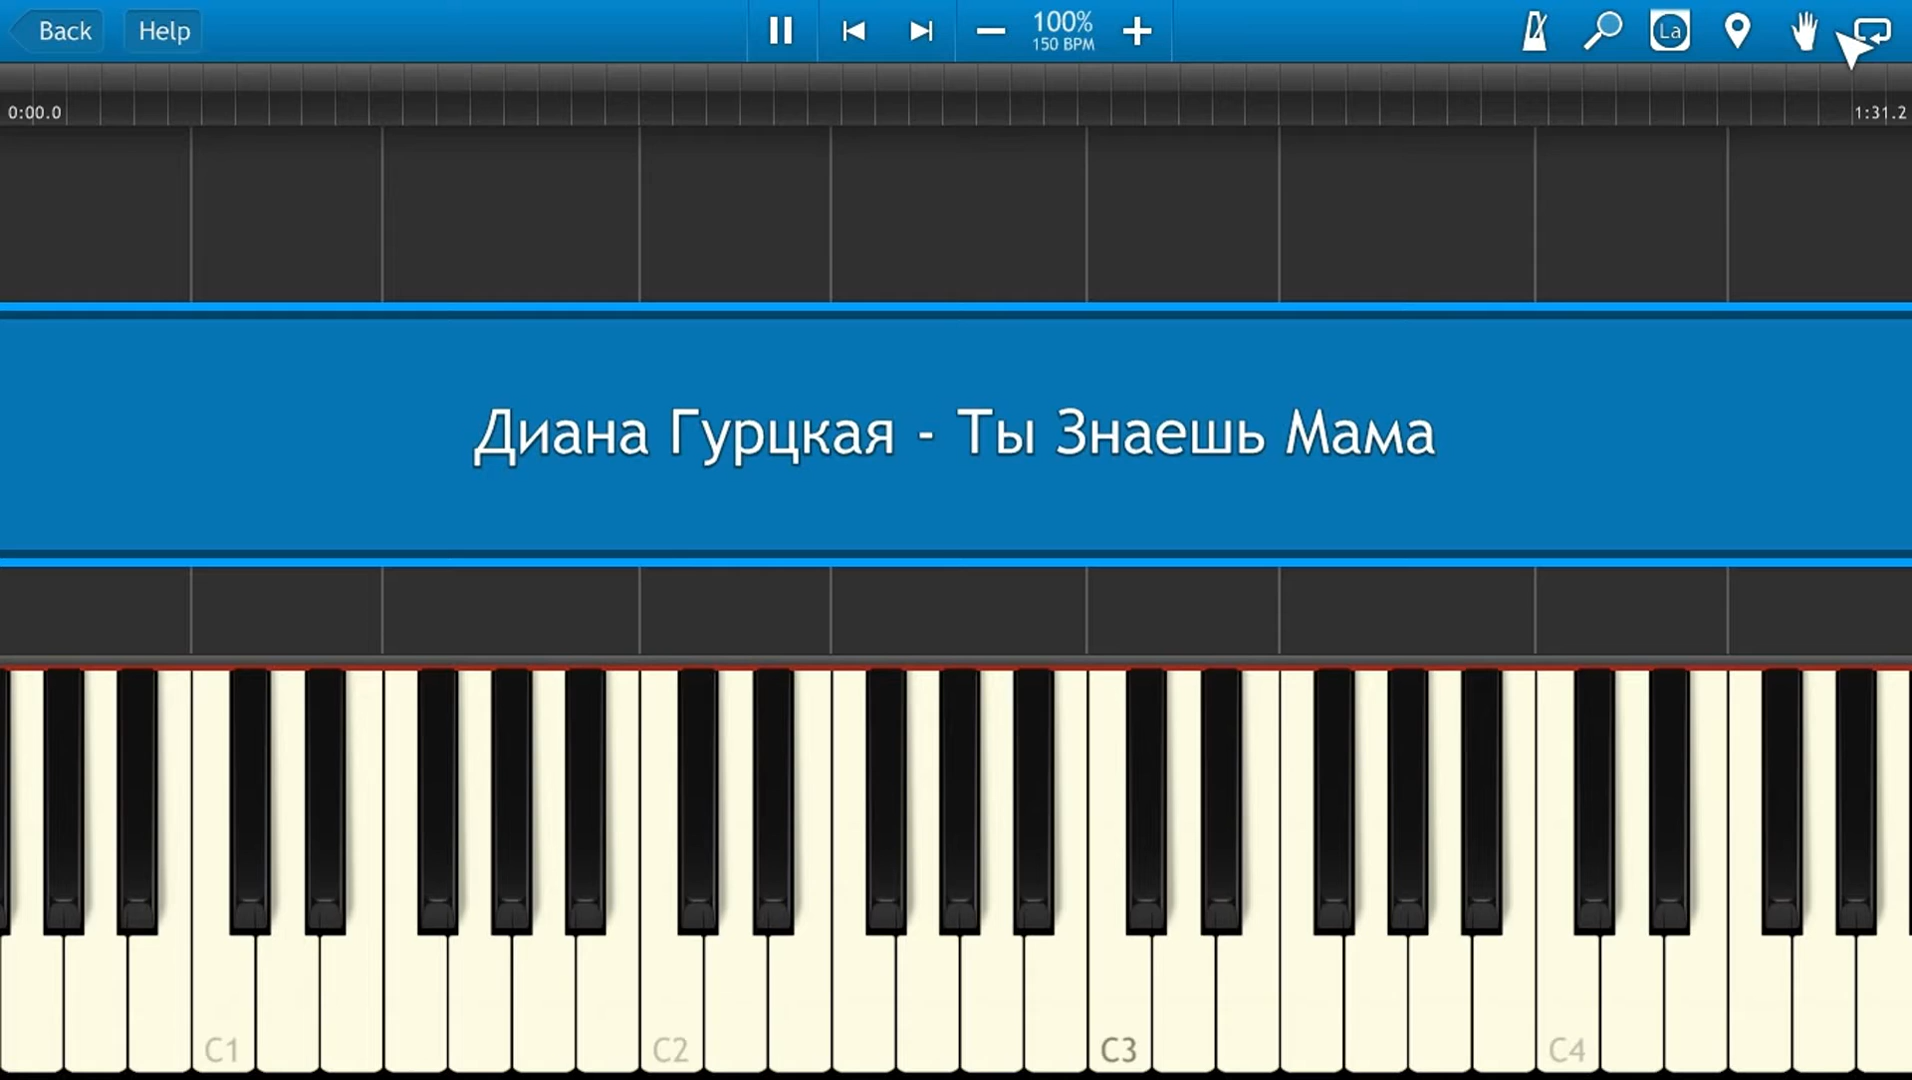 Back
Help
100%
150 BPM
La
0:00.0
1:31.2
Диана Гурцкая - Ты Знаешь Мама
C1
C2
C3
C4